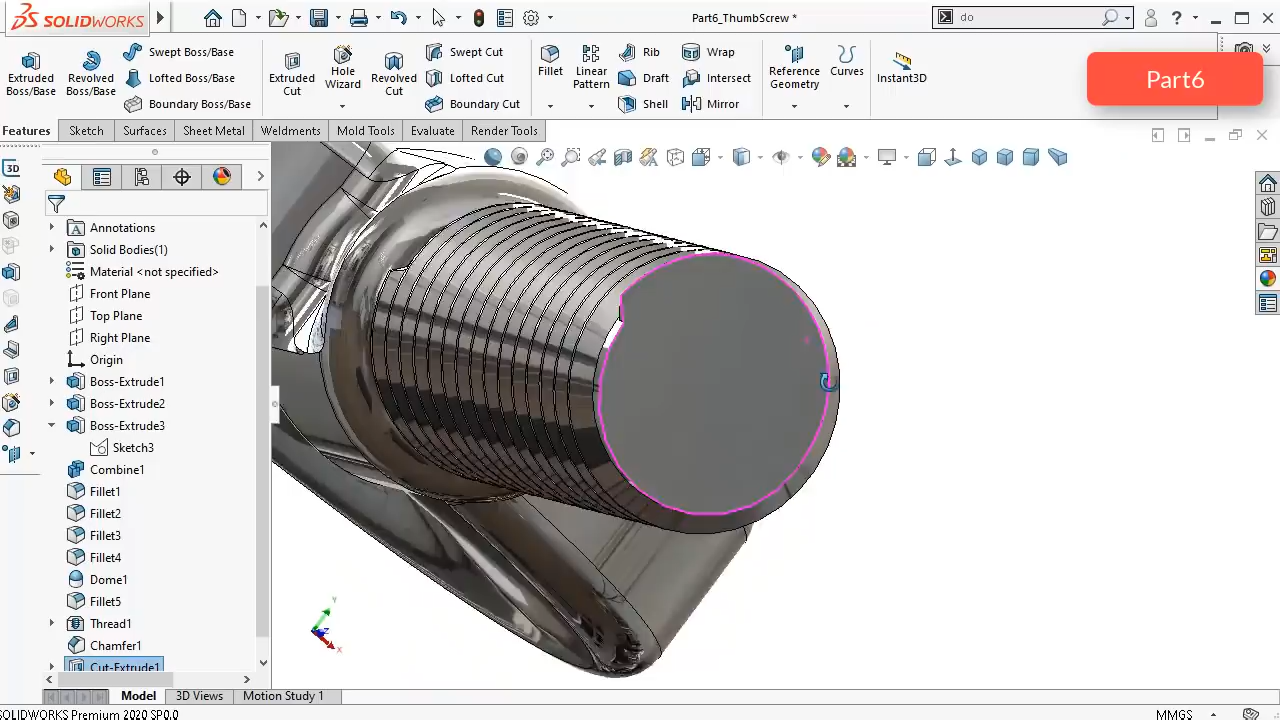 SOLIDWORKS
Part6_ThumbScrew *
do
?
Part6
Extruded Boss/Base
Revolved Boss/Base
Swept Boss/Base
Lofted Boss/Base
Boundary Boss/Base
Extruded Cut
Hole Wizard
Revolved Cut
Swept Cut
Lofted Cut
Boundary Cut
Fillet
Linear Pattern
Rib
Draft
Shell
Wrap
Intersect
Mirror
Reference Geometry
Curves
Instant3D
Features
Sketch
Surfaces
Sheet Metal
Weldments
Mold Tools
Evaluate
Render Tools
3D
Annotations
Solid Bodies(1)
Material <not specified>
Front Plane
Top Plane
Right Plane
Origin
Boss-Extrude1
Boss-Extrude2
Boss-Extrude3
Sketch3
Combine1
Fillet1
Fillet2
Fillet3
Fillet4
Dome1
Fillet5
Thread1
Chamfer1
Cut-Extrude1
Y
Z
X
Model
3D Views
Motion Study 1
SOLIDWORKS Premium 2020 SP0.0
MMGS